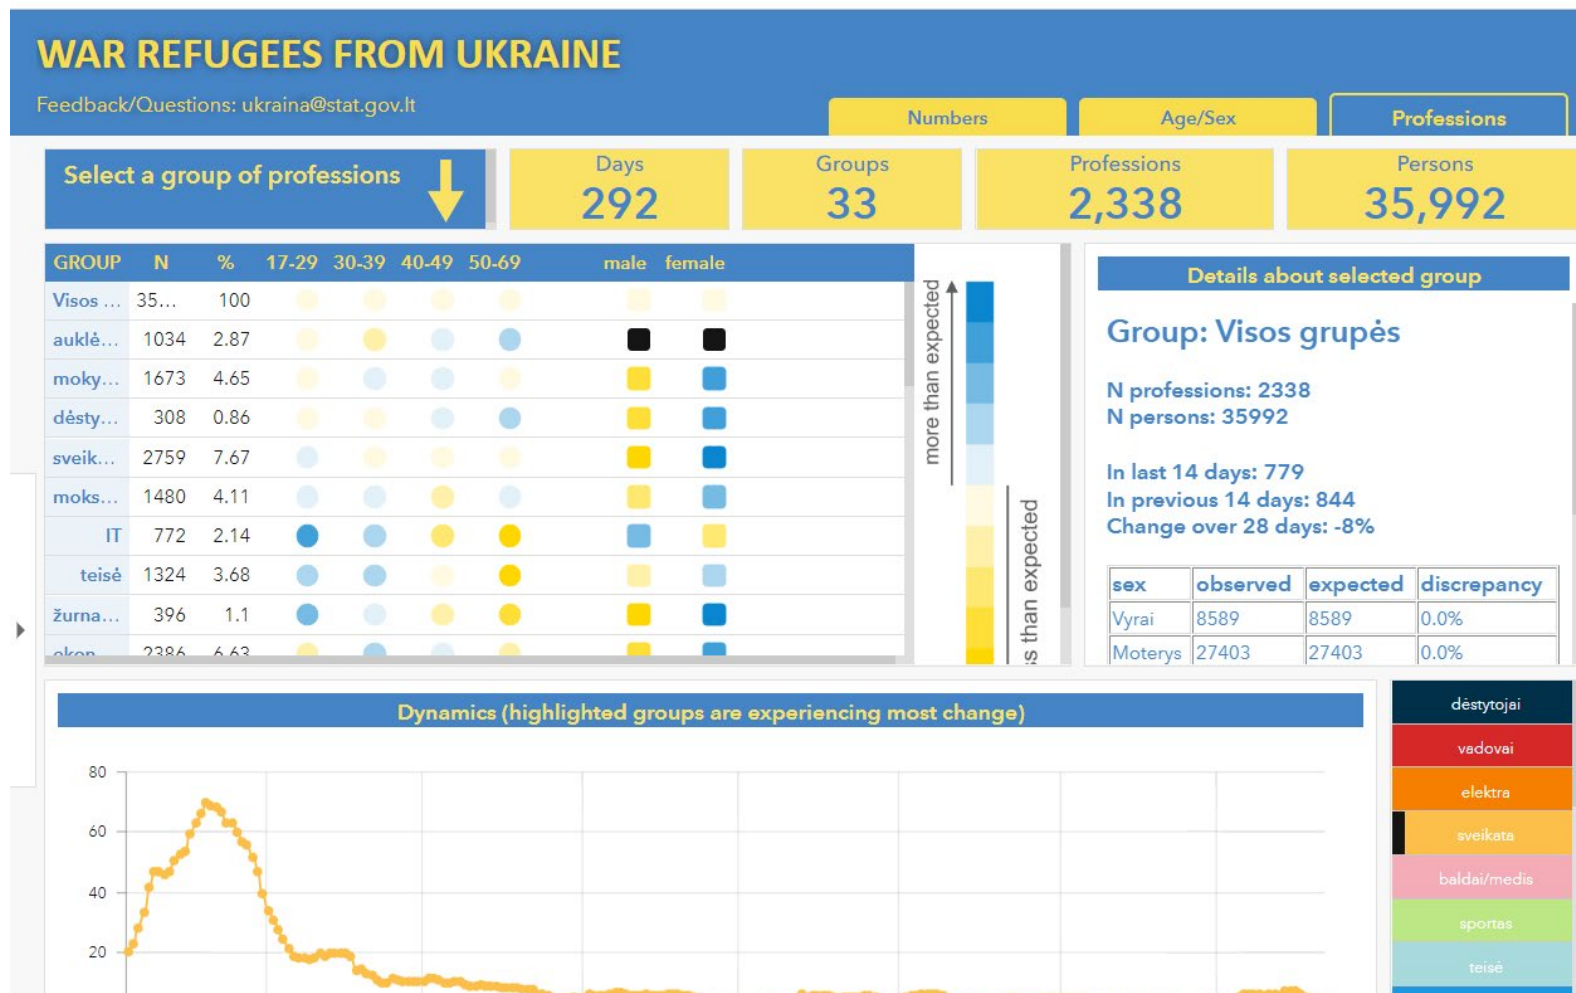 WAR REFUGEES FROM UKRAINE
Feedback/Questions: ukraina@stat.gov.lt
Numbers
Age/Sex
Professions
Select a group of professions
Days
292
Groups
33
Professions
2,338
Persons
35,992
GROUP N % 17-29 30-39 40-49 50-69 male female
Visos ... 35... 100
auklė... 1034 2.87
moky... 1673 4.65
dėsty... 308 0.86
sveik... 2759 7.67
moks... 1480 4.11
IT 772 2.14
teisė 1324 3.68
žurna... 396 1.1
ekon... 2386 6.63
more than expected
ss than expected
Details about selected group
Group: Visos grupės
N professions: 2338
N persons: 35992
In last 14 days: 779
In previous 14 days: 844
Change over 28 days: -8%
sex observed expected discrepancy
Vyrai 8589 8589 0.0%
Moterys 27403 27403 0.0%
Dynamics (highlighted groups are experiencing most change)
80
60
40
20
dėstytojai
vadovai
elektra
sveikata
baldai/medis
sportas
teisė